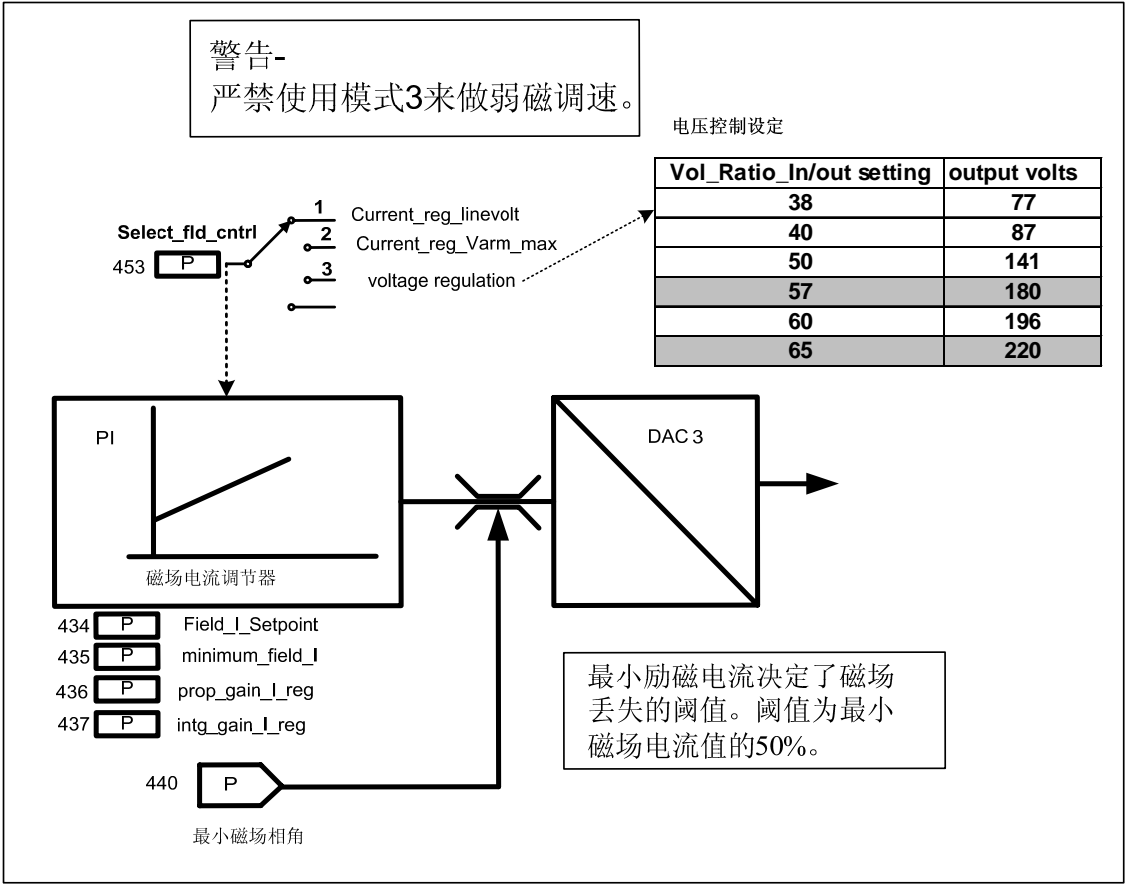 警告-
严禁使用模式3来做弱磁调速。
电压控制设定
Vol_Ratio_In/out setting output volts
38 77
40 87
50 141
57 180
60 196
65 220
Select_fld_cntrl
453 P
1 Current_reg_linevolt
2 Current_reg_Varm_max
3 voltage regulation
PI
磁场电流调节器
DAC 3
434 P Field_I_Setpoint
435 P minimum_field_I
436 P prop_gain_I_reg
437 P intg_gain_I_reg
440 P
最小磁场相角
最小励磁电流决定了磁场
丢失的阈值。阈值为最小
磁场电流值的50%。